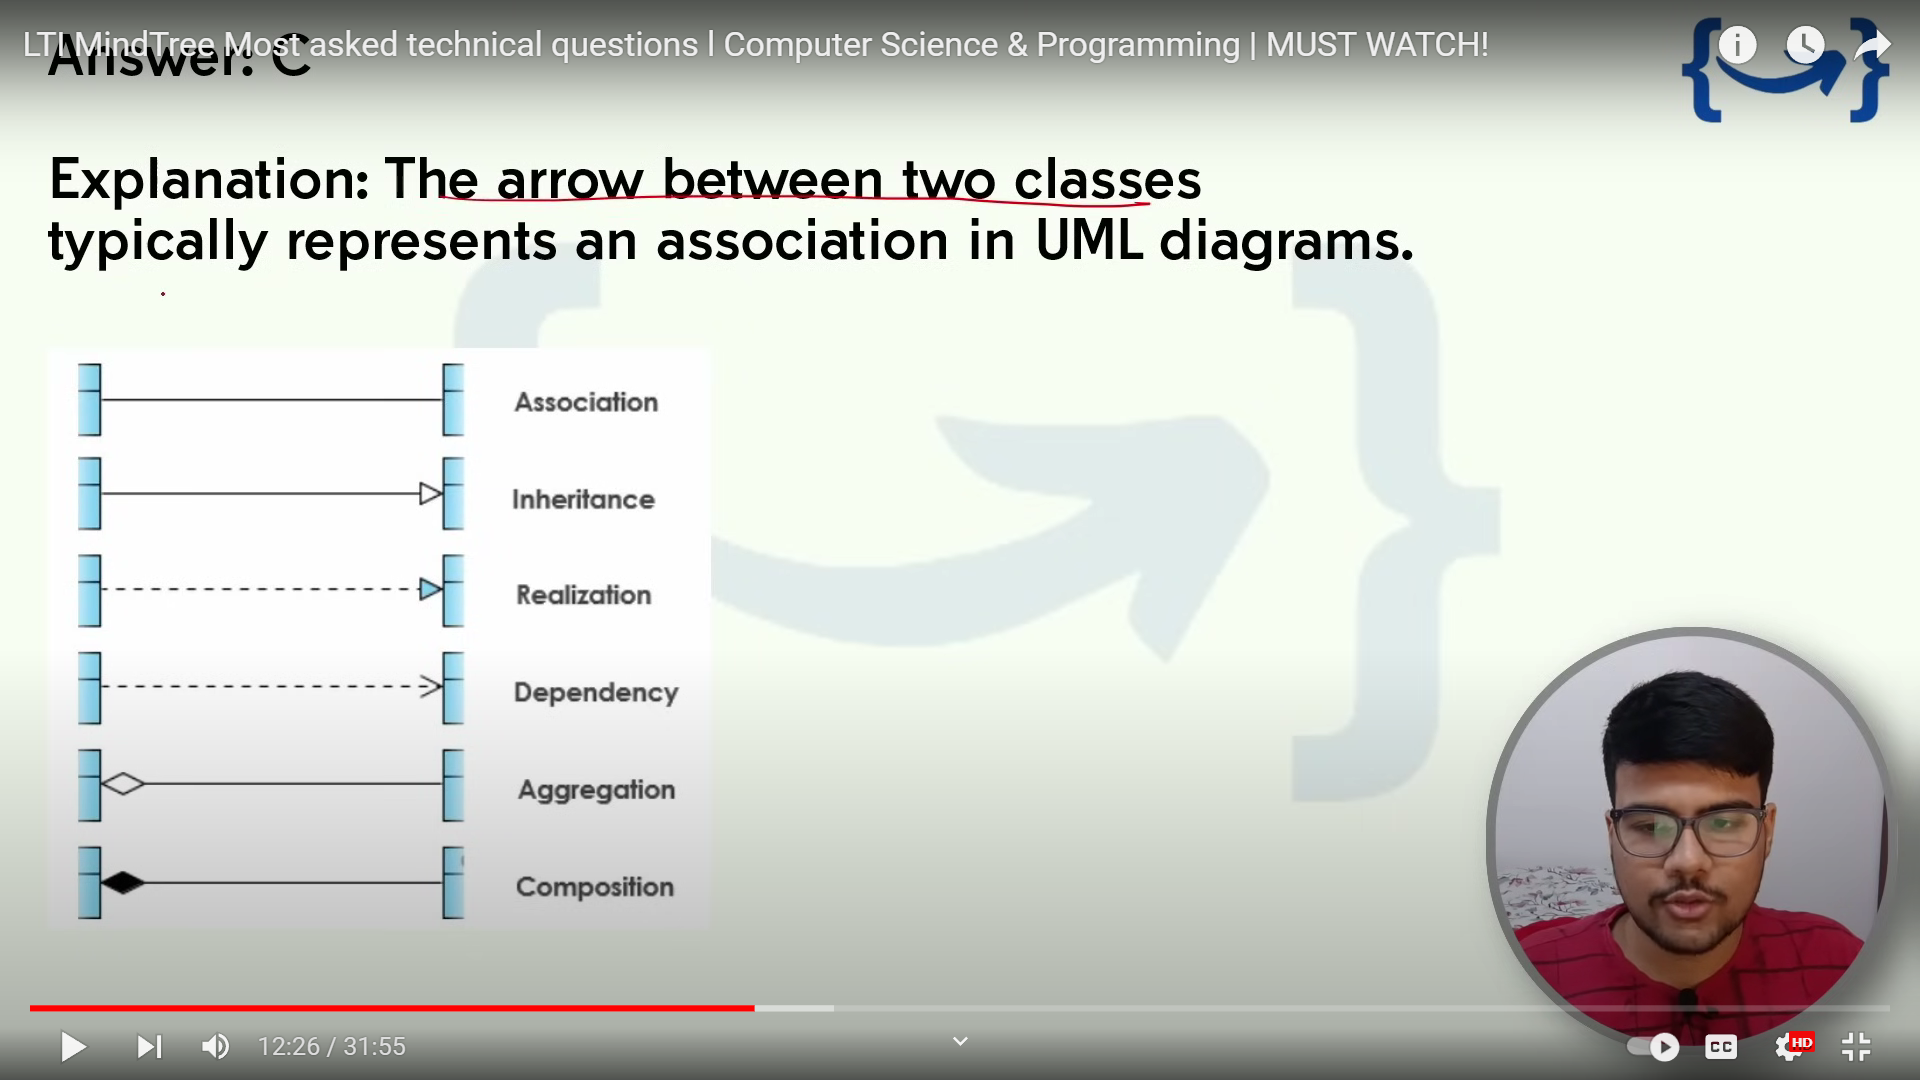 LTI MindTree Most asked technical questions l Computer Science & Programming | MUST WATCH!
Answer: C
Explanation: The arrow between two classes
typically represents an association in UML diagrams.
Association
Inheritance
Realization
Dependency
Aggregation
Composition
12:26 / 31:55
CC
HD